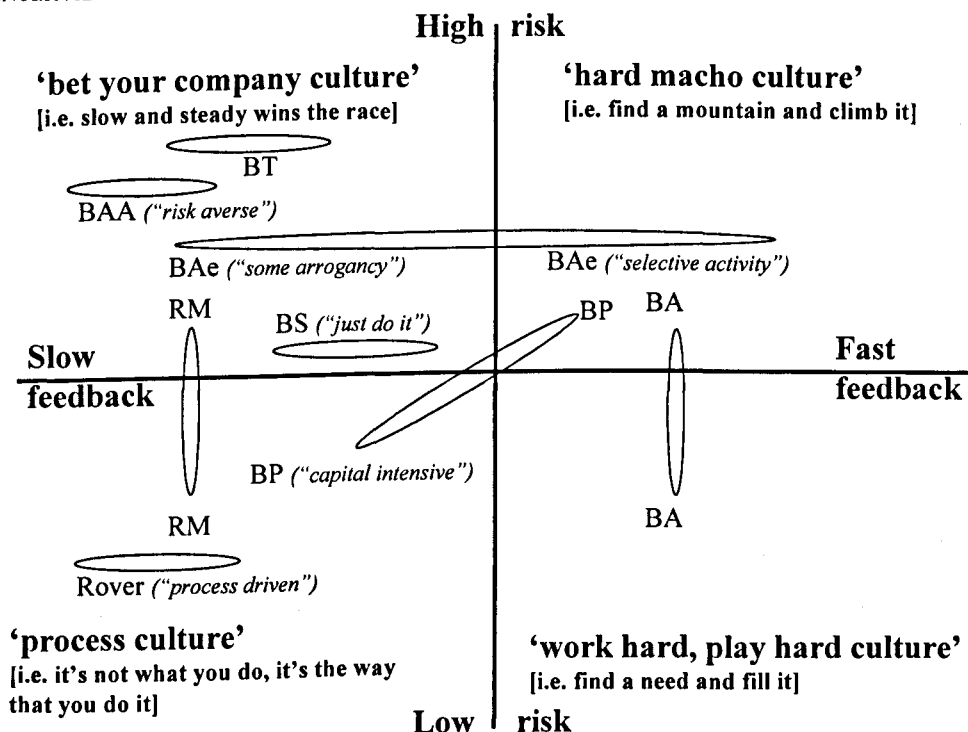 High risk
'bet your company culture'
[i.e. slow and steady wins the race]
'hard macho culture'
[i.e. find a mountain and climb it]
BT
BAA ("risk averse")
BAe ("some arrogancy")
BAe ("selective activity")
RM
BS ("just do it")
BP
BA
Slow
feedback
Fast
feedback
BP ("capital intensive")
RM
BA
Rover ("process driven")
'process culture'
[i.e. it's not what you do, it's the way
that you do it]
'work hard, play hard culture'
[i.e. find a need and fill it]
Low risk